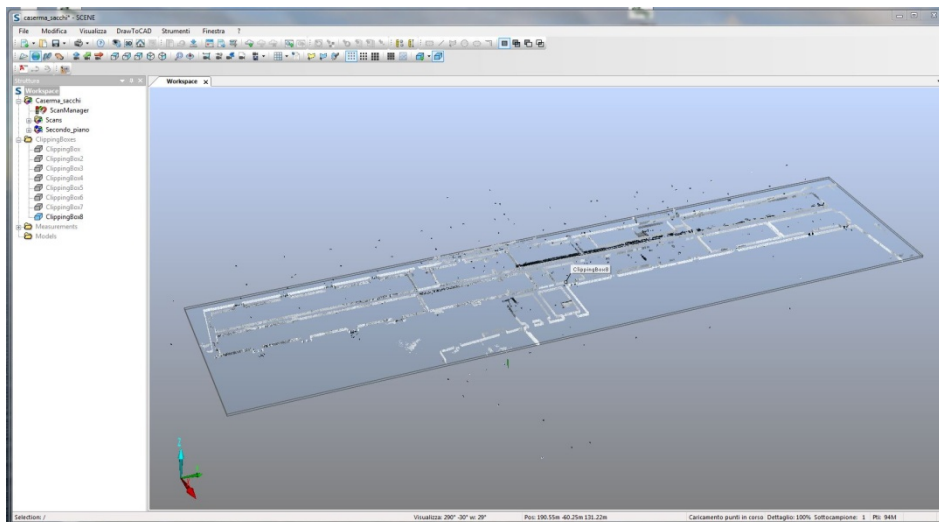 caserma_sacchi* - SCENE
File Modifica Visualizza DrawToCAD Strumenti Finestra ?
Struttura
Workspace
Workspace
Caserma_sacchi
ScanManager
Scans
Secondo_piano
ClippingBoxes
ClippingBox
ClippingBox2
ClippingBox3
ClippingBox4
ClippingBox5
ClippingBox6
ClippingBox7
ClippingBox8
Measurements
Models
ClippingBox8
Z
Selection: / Visualizza: 290° -30° w: 29° Pos: 190.55m -60.25m 131.22m Caricamento punti in corso Dettaglio: 100% Sottocampione: 1 Pti: 94M